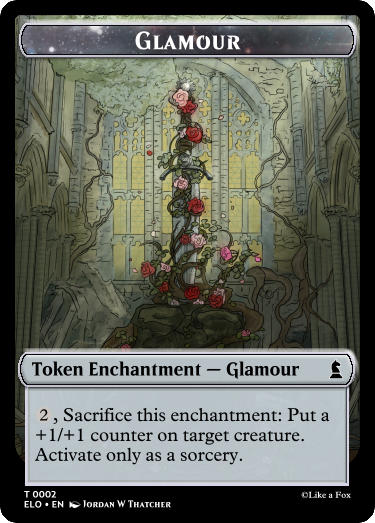 Glamour
Token Enchantment — Glamour
2, Sacrifice this enchantment: Put a
+1/+1 counter on target creature.
Activate only as a sorcery.
T 0002
ELO • EN Jordan W Thatcher
©Like a Fox